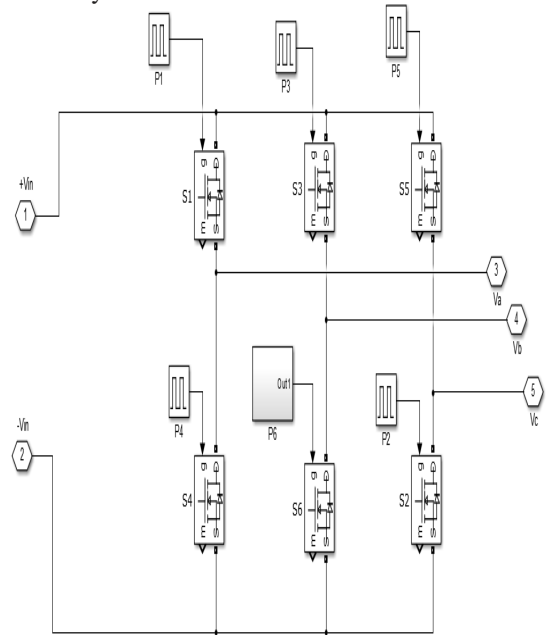 P5
P1
P3
g D g D g D
+Vin
1
S1
S3
S5
m S m S m S
3
Va
4
Vb
Out1
5
Vc
P4
P6
P2
-Vin
2
g D g D g D
S4
S6
S2
m S m S m S